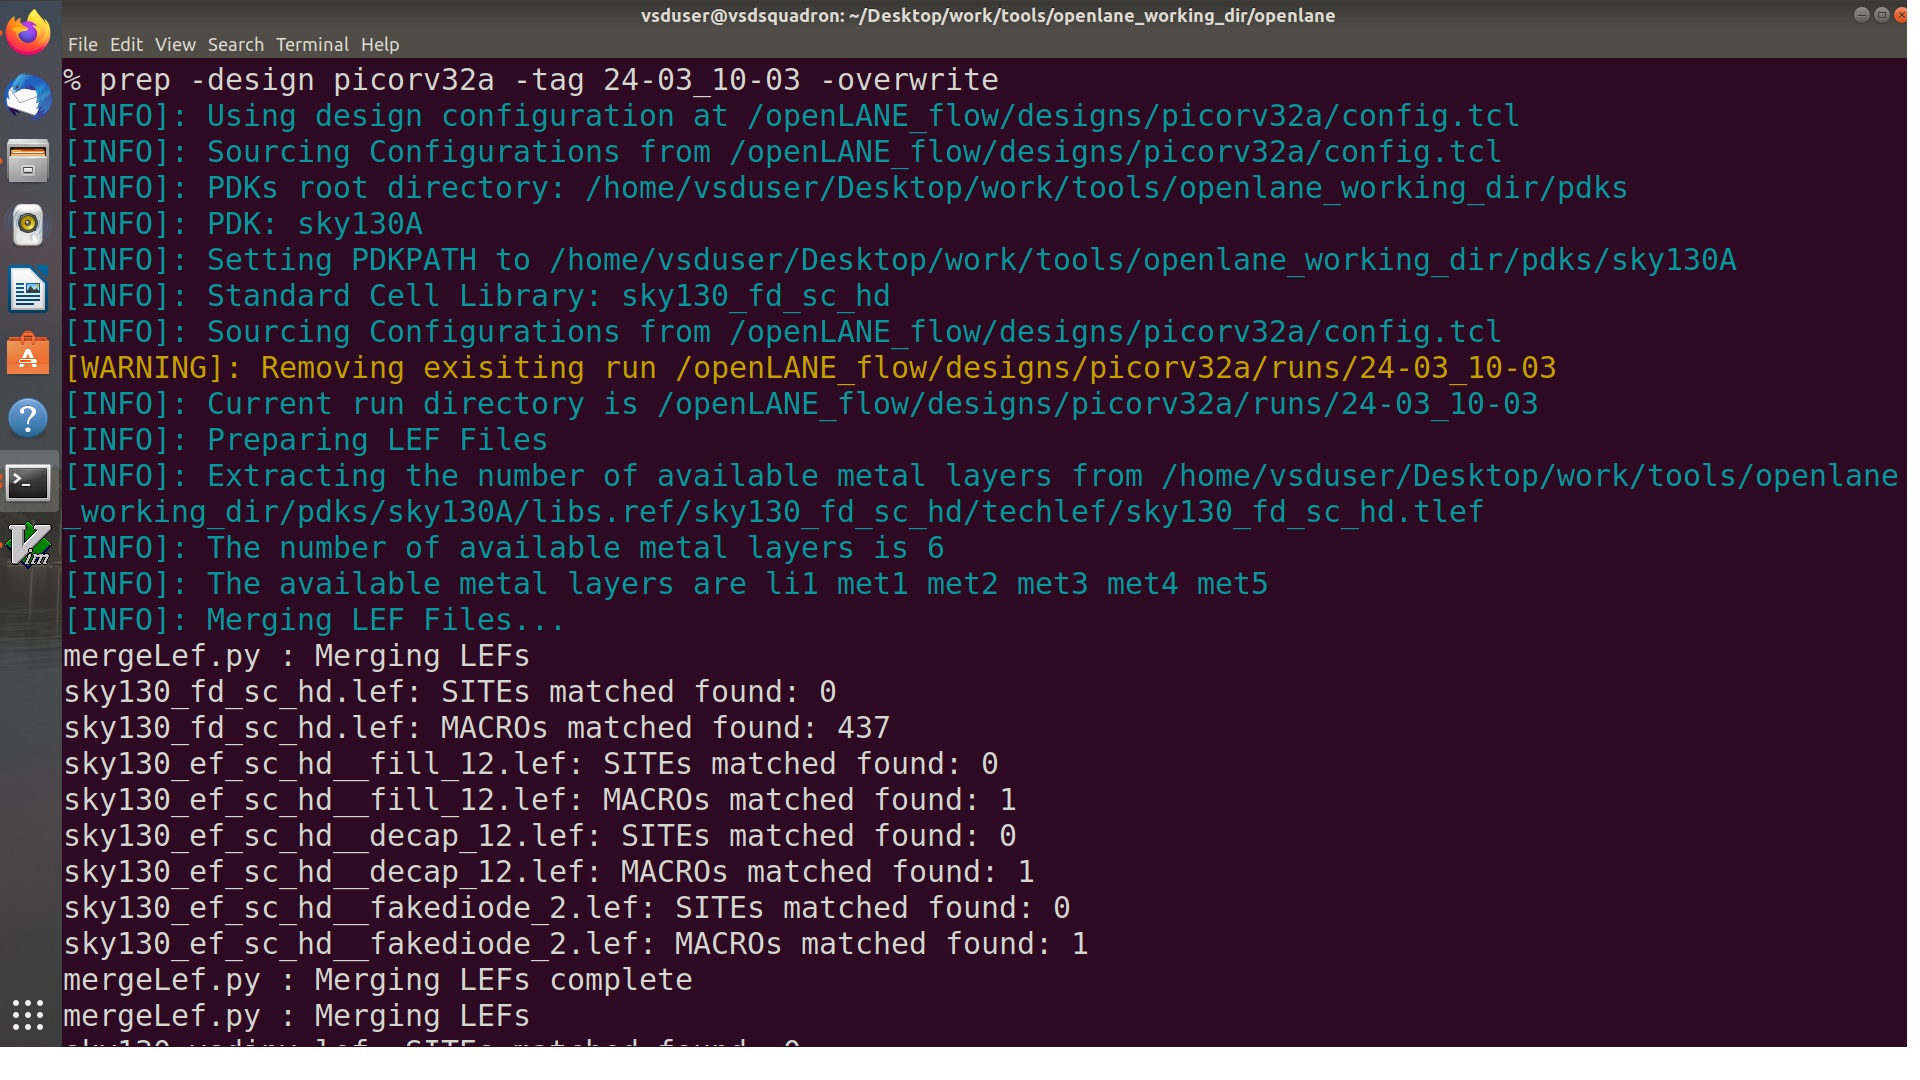 vsduser@vsdsquadron: ~/Desktop/work/tools/openlane_working_dir/openlane
File Edit View Search Terminal Help
% prep -design picorv32a -tag 24-03_10-03 -overwrite
[INFO]: Using design configuration at /openLANE_flow/designs/picorv32a/config.tcl
[INFO]: Sourcing Configurations from /openLANE_flow/designs/picorv32a/config.tcl
[INFO]: PDKs root directory: /home/vsduser/Desktop/work/tools/openlane_working_dir/pdks
[INFO]: PDK: sky130A
[INFO]: Setting PDKPATH to /home/vsduser/Desktop/work/tools/openlane_working_dir/pdks/sky130A
[INFO]: Standard Cell Library: sky130_fd_sc_hd
[INFO]: Sourcing Configurations from /openLANE_flow/designs/picorv32a/config.tcl
[WARNING]: Removing exisiting run /openLANE_flow/designs/picorv32a/runs/24-03_10-03
[INFO]: Current run directory is /openLANE_flow/designs/picorv32a/runs/24-03_10-03
[INFO]: Preparing LEF Files
[INFO]: Extracting the number of available metal layers from /home/vsduser/Desktop/work/tools/openlane
_working_dir/pdks/sky130A/libs.ref/sky130_fd_sc_hd/techlef/sky130_fd_sc_hd.tlef
[INFO]: The number of available metal layers is 6
[INFO]: The available metal layers are li1 met1 met2 met3 met4 met5
[INFO]: Merging LEF Files...
mergeLef.py : Merging LEFs
sky130_fd_sc_hd.lef: SITEs matched found: 0
sky130_fd_sc_hd.lef: MACROs matched found: 437
sky130_ef_sc_hd__fill_12.lef: SITEs matched found: 0
sky130_ef_sc_hd__fill_12.lef: MACROs matched found: 1
sky130_ef_sc_hd__decap_12.lef: SITEs matched found: 0
sky130_ef_sc_hd__decap_12.lef: MACROs matched found: 1
sky130_ef_sc_hd__fakediode_2.lef: SITEs matched found: 0
sky130_ef_sc_hd__fakediode_2.lef: MACROs matched found: 1
mergeLef.py : Merging LEFs complete
mergeLef.py : Merging LEFs
sky130_vsdinv.lef: SITEs matched found: 0